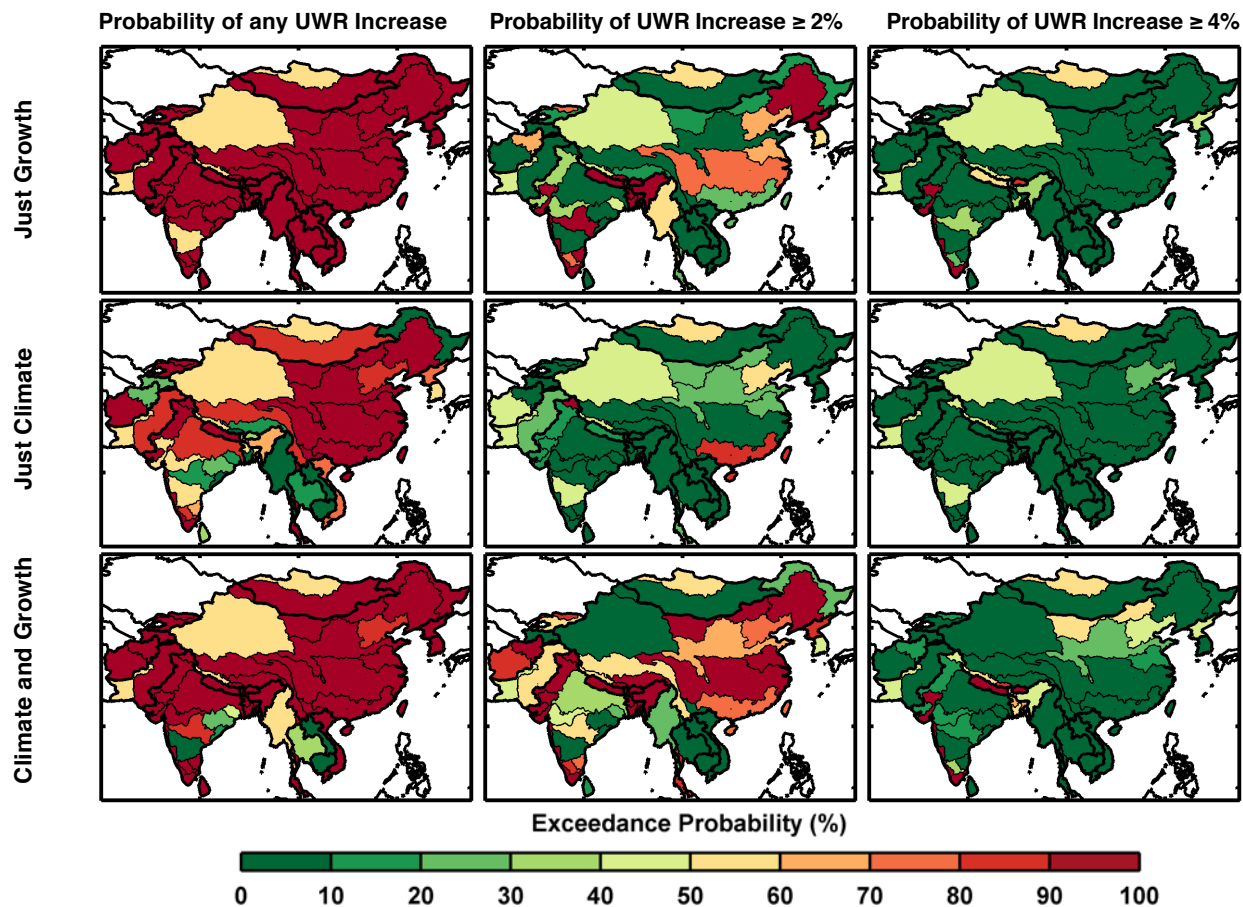 Probability of any UWR Increase
Probability of UWR Increase ≥ 2%
Probability of UWR Increase ≥ 4%
Just Growth
Just Climate
Climate and Growth
Exceedance Probability (%)
0 10 20 30 40 50 60 70 80 90 100